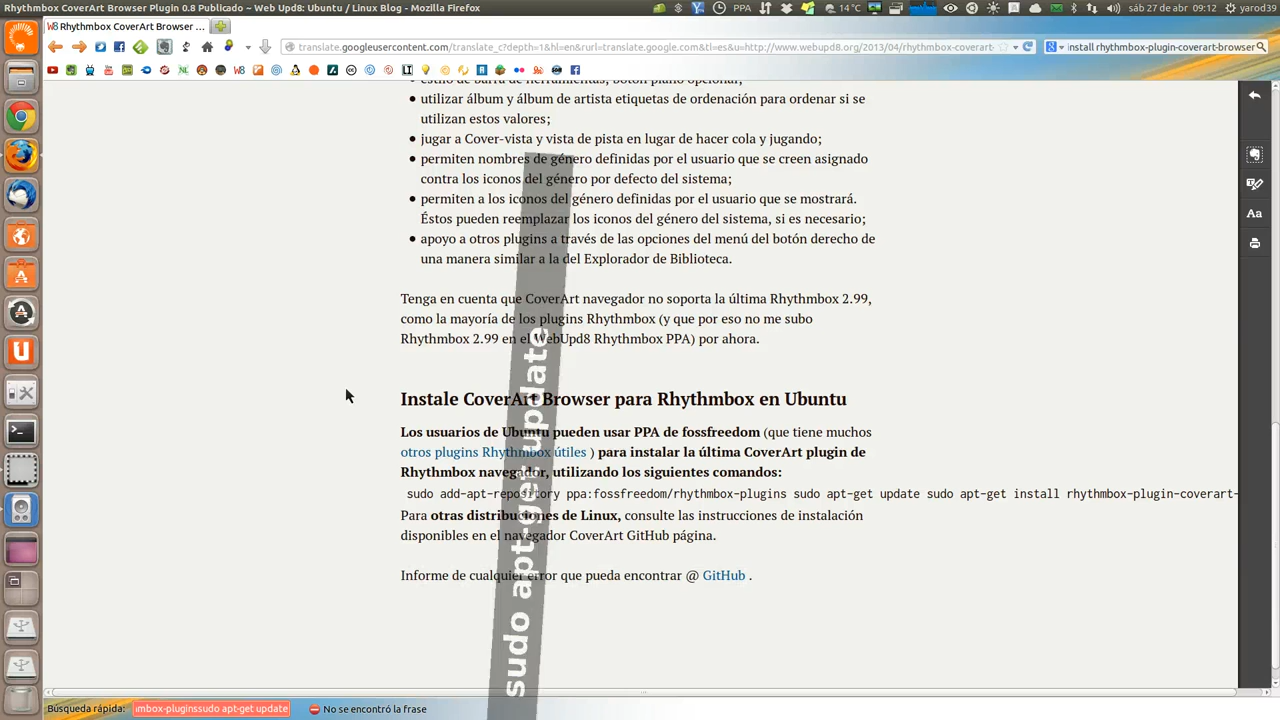 Rhythmbox CoverArt Browser Plugin 0.8 Publicado ~ Web Upd8: Ubuntu / Linux Blog - Mozilla Firefox
PPA
14°C
sáb 27 de abr
09:12
yarod39
W8 Rhythmbox CoverArt Browser ...
translate.googleusercontent.com/translate_c?depth=1&hl=en&rurl=translate.google.com&tl=es&u=http://www.webupd8.org/2013/04/rhythmbox-coverart-
install rhythmbox-plugin-coverart-browser
estilo de barra de herramientas, botón plano opcional;
utilizar álbum y álbum de artista etiquetas de ordenación para ordenar si se
utilizan estos valores;
jugar a Cover-vista y vista de pista en lugar de hacer cola y jugando;
permiten nombres de género definidas por el usuario que se creen asignado
contra los iconos del género por defecto del sistema;
permiten a los iconos del género definidas por el usuario que se mostrará.
Éstos pueden reemplazar los iconos del género del sistema, si es necesario;
apoyo a otros plugins a través de las opciones del menú del botón derecho de
una manera similar a la del Explorador de Biblioteca.
Tenga en cuenta que CoverArt navegador no soporta la última Rhythmbox 2.99,
como la mayoría de los plugins Rhythmbox (y que por eso no me subo
Rhythmbox 2.99 en el WebUpd8 Rhythmbox PPA) por ahora.
Instale CoverArt Browser para Rhythmbox en Ubuntu
Los usuarios de Ubuntu pueden usar PPA de fossfreedom (que tiene muchos
otros plugins Rhythmbox útiles ) para instalar la última CoverArt plugin de
Rhythmbox navegador, utilizando los siguientes comandos:
sudo add-apt-repository ppa:fossfreedom/rhythmbox-plugins sudo apt-get update sudo apt-get install rhythmbox-plugin-coverart-
Para otras distribuciones de Linux, consulte las instrucciones de instalación
disponibles en el navegador CoverArt GitHub página.
Informe de cualquier error que pueda encontrar @ GitHub .
sudo apt-get update
Aa
Búsqueda rápida:
mbox-pluginssudo apt-get update
No se encontró la frase